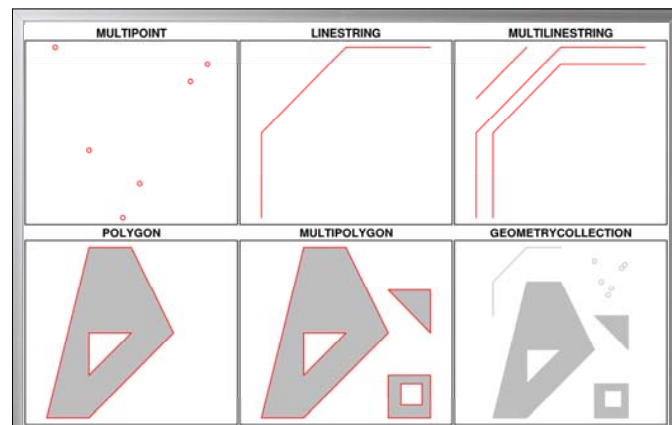 MULTIPOINT
LINESTRING
MULTILINESTRING
POLYGON
MULTIPOLYGON
GEOMETRYCOLLECTION